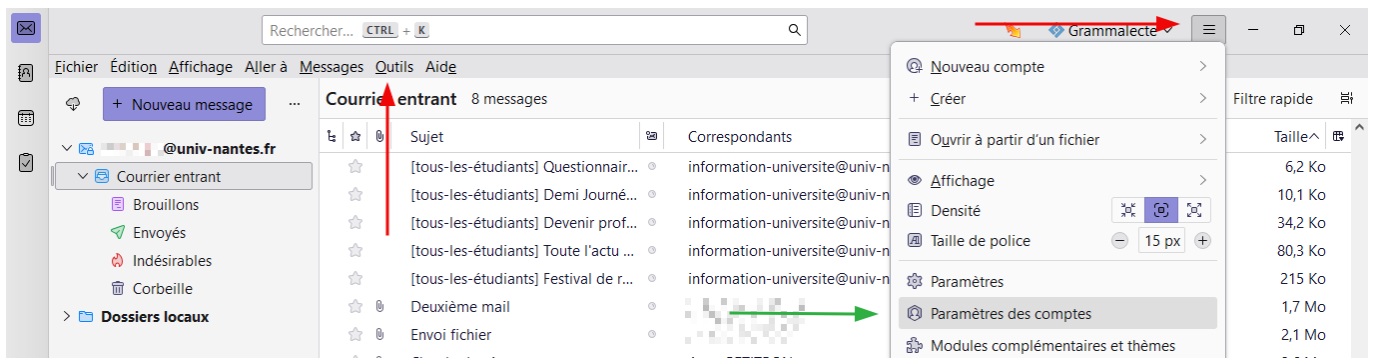 Rechercher... CTRL + K
Grammalecte
Fichier Édition Affichage Aller à Messages Outils Aide
+ Nouveau message ...
Courrier entrant 8 messages
Filtre rapide
Sujet Correspondants Taille
@univ-nantes.fr
Courrier entrant
Brouillons
Envoyés
Indésirables
Corbeille
Dossiers locaux
[tous-les-étudiants] Questionnair... information-universite@univ-n 6,2 Ko
[tous-les-étudiants] Demi Journé... information-universite@univ-n 10,1 Ko
[tous-les-étudiants] Devenir prof... information-universite@univ-n 34,2 Ko
[tous-les-étudiants] Toute l'actu ... information-universite@univ-n 80,3 Ko
[tous-les-étudiants] Festival de r... information-universite@univ-n 215 Ko
Deuxième mail 1,7 Mo
Envoi fichier 2,1 Mo
Nouveau compte
+ Créer
Ouvrir à partir d'un fichier
Affichage
Densité
Taille de police 15 px
Paramètres
Paramètres des comptes
Modules complémentaires et thèmes